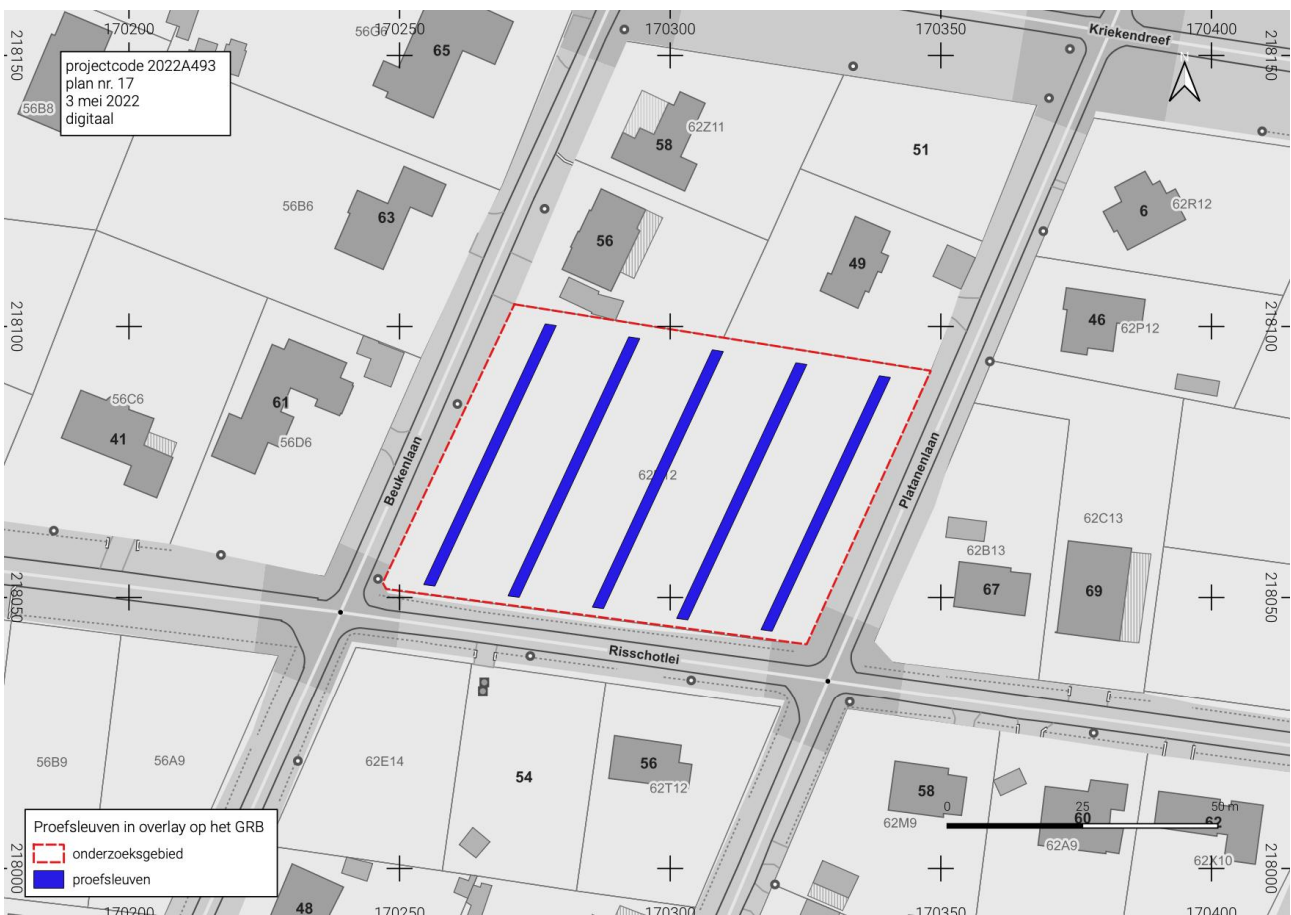 170200
170250
170300
170350
170400
Kriekendreef
218150
218150
projectcode 2022A493
plan nr. 17
3 mei 2022
digitaal
56G6
65
N
56B8
58
62Z11
51
63
56B6
6
62R12
56
49
218100
218100
46
62P12
56C6
61
41
56D6
Beukenlaan
Platanenlaan
62C13
62B13
218050
218050
67
69
Risschotlei
56B9
56A9
62E14
54
56
62T12
58
0
25
50 m
60
62
62M9
62A9
62X10
Proefsleuven in overlay op het GRB
onderzoeksgebied
proefsleuven
218000
218000
48
170200
170250
170300
170350
170400